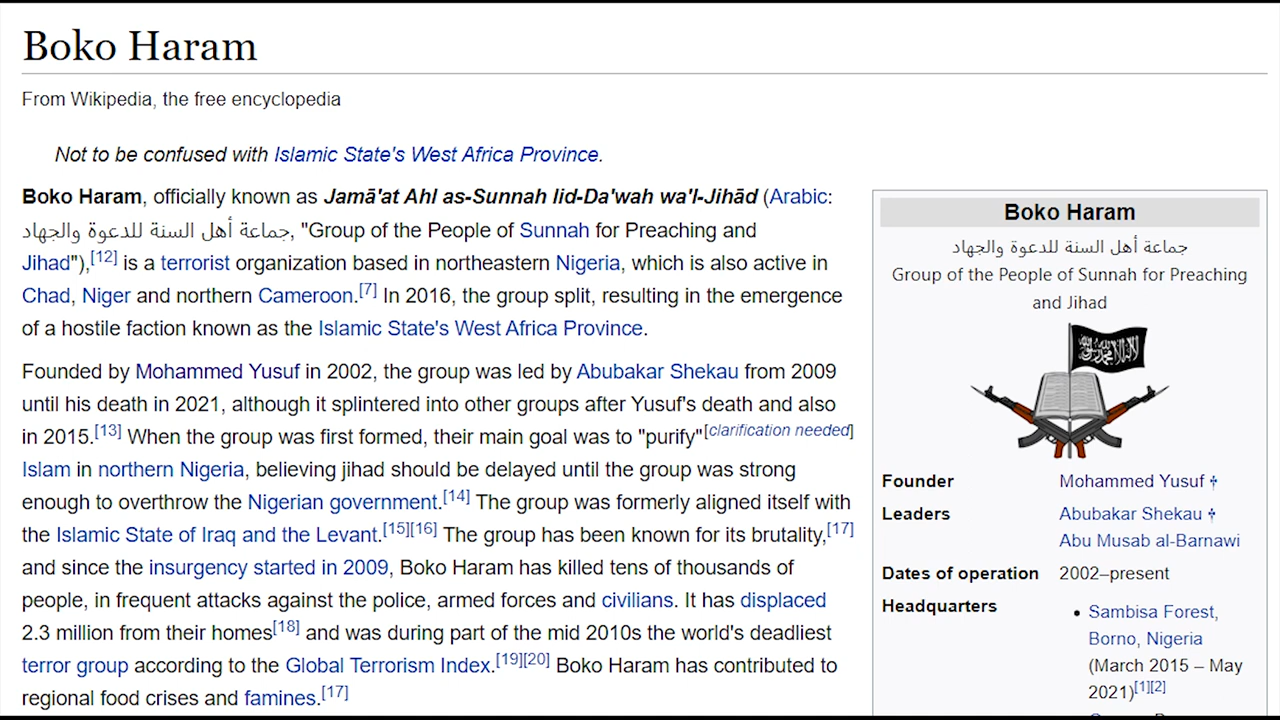 Boko Haram
From Wikipedia, the free encyclopedia
Not to be confused with Islamic State's West Africa Province.
Boko Haram, officially known as Jamā'at Ahl as-Sunnah lid-Da'wah wa'l-Jihād (Arabic:
جماعة أهل السنة للدعوة والجهاد, "Group of the People of Sunnah for Preaching and
Jihad"),[12] is a terrorist organization based in northeastern Nigeria, which is also active in
Chad, Niger and northern Cameroon.[7] In 2016, the group split, resulting in the emergence
of a hostile faction known as the Islamic State's West Africa Province.
Founded by Mohammed Yusuf in 2002, the group was led by Abubakar Shekau from 2009
until his death in 2021, although it splintered into other groups after Yusuf's death and also
in 2015.[13] When the group was first formed, their main goal was to "purify"[clarification needed]
Islam in northern Nigeria, believing jihad should be delayed until the group was strong
enough to overthrow the Nigerian government.[14] The group was formerly aligned itself with
the Islamic State of Iraq and the Levant.[15][16] The group has been known for its brutality,[17]
and since the insurgency started in 2009, Boko Haram has killed tens of thousands of
people, in frequent attacks against the police, armed forces and civilians. It has displaced
2.3 million from their homes[18] and was during part of the mid 2010s the world's deadliest
terror group according to the Global Terrorism Index.[19][20] Boko Haram has contributed to
regional food crises and famines.[17]
Boko Haram
جماعة أهل السنة للدعوة والجهاد
Group of the People of Sunnah for Preaching
and Jihad
Founder Mohammed Yusuf †
Leaders Abubakar Shekau †
Abu Musab al-Barnawi
Dates of operation 2002–present
Headquarters • Sambisa Forest,
Borno, Nigeria
(March 2015 – May
2021)[1][2]